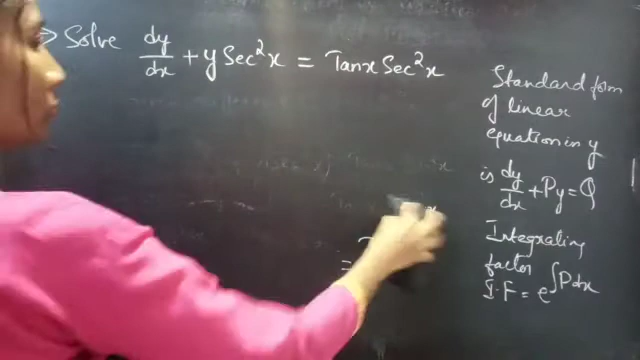 ⇒ Solve dy/dx + y Sec²x = Tanx Sec²x
Standard form
of linear
equation in y
is dy/dx + Py = Q
Integrating
factor
I.F = e^∫Pdx
=